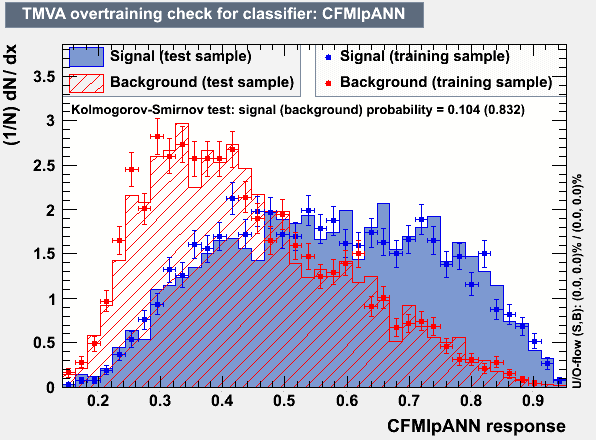 TMVA overtraining check for classifier: CFMlpANN
(1/N) dN/ dx
Signal (test sample)
Background (test sample)
Signal (training sample)
Background (training sample)
Kolmogorov-Smirnov test: signal (background) probability = 0.104 (0.832)
3.5
3
2.5
2
1.5
1
0.5
0
0.2 0.3 0.4 0.5 0.6 0.7 0.8 0.9
CFMlpANN response
U/O-flow (S,B): (0.0, 0.0)% / (0.0, 0.0)%